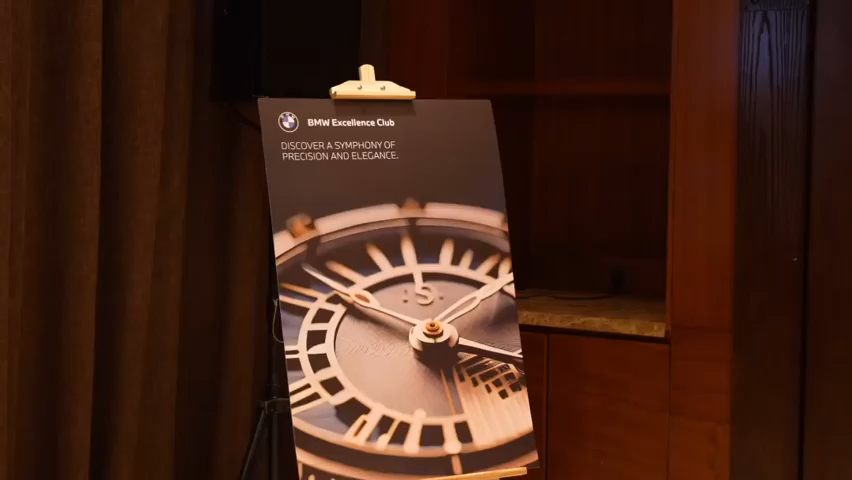 BMW Excellence Club
DISCOVER A SYMPHONY OF
PRECISION AND ELEGANCE.
S